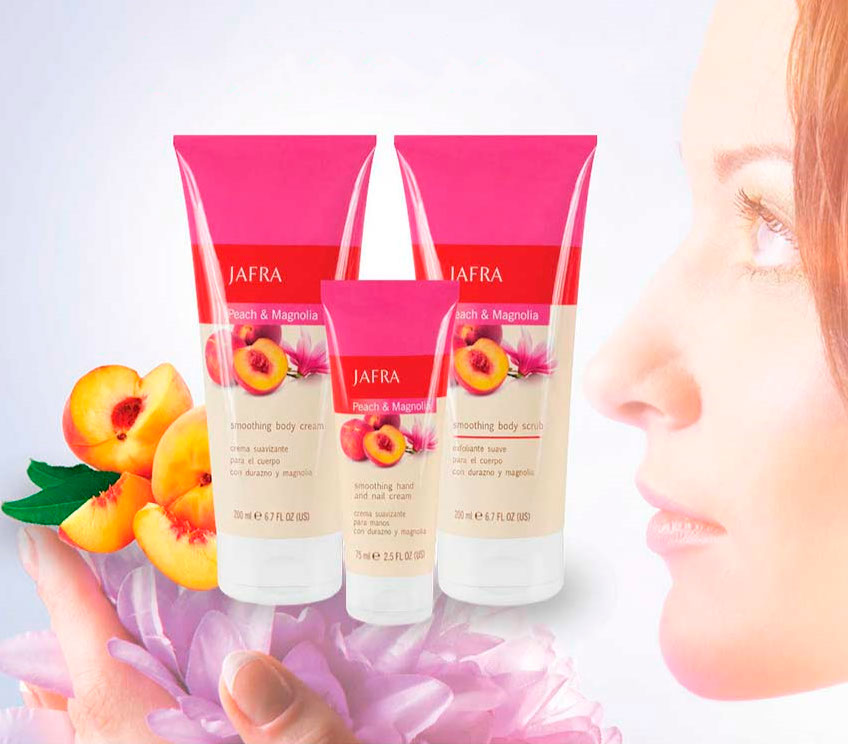 JAFRA
Peach & Magnolia
smoothing body cream
crema suavizante
para el cuerpo
con durazno y magnolia
200 ml e 6.7 FL OZ (US)
JAFRA
Peach & Magnolia
smoothing hand
and nail cream
crema suavizante
para manos
con durazno y magnolia
75 ml e 2.5 FL OZ (US)
JAFRA
Peach & Magnolia
smoothing body scrub
exfoliante suave
para el cuerpo
con durazno y magnolia
200 ml e 6.7 FL OZ (US)